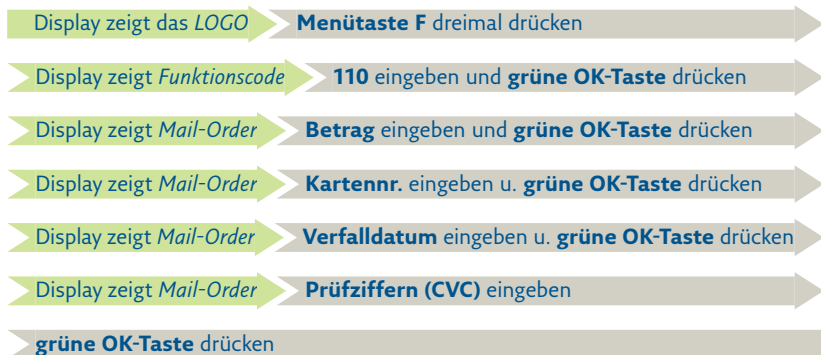 Display zeigt das LOGO Menütaste F dreimal drücken
Display zeigt Funktionscode 110 eingeben und grüne OK-Taste drücken
Display zeigt Mail-Order Betrag eingeben und grüne OK-Taste drücken
Display zeigt Mail-Order Kartennr. eingeben u. grüne OK-Taste drücken
Display zeigt Mail-Order Verfalldatum eingeben u. grüne OK-Taste drücken
Display zeigt Mail-Order Prüfziffern (CVC) eingeben
grüne OK-Taste drücken